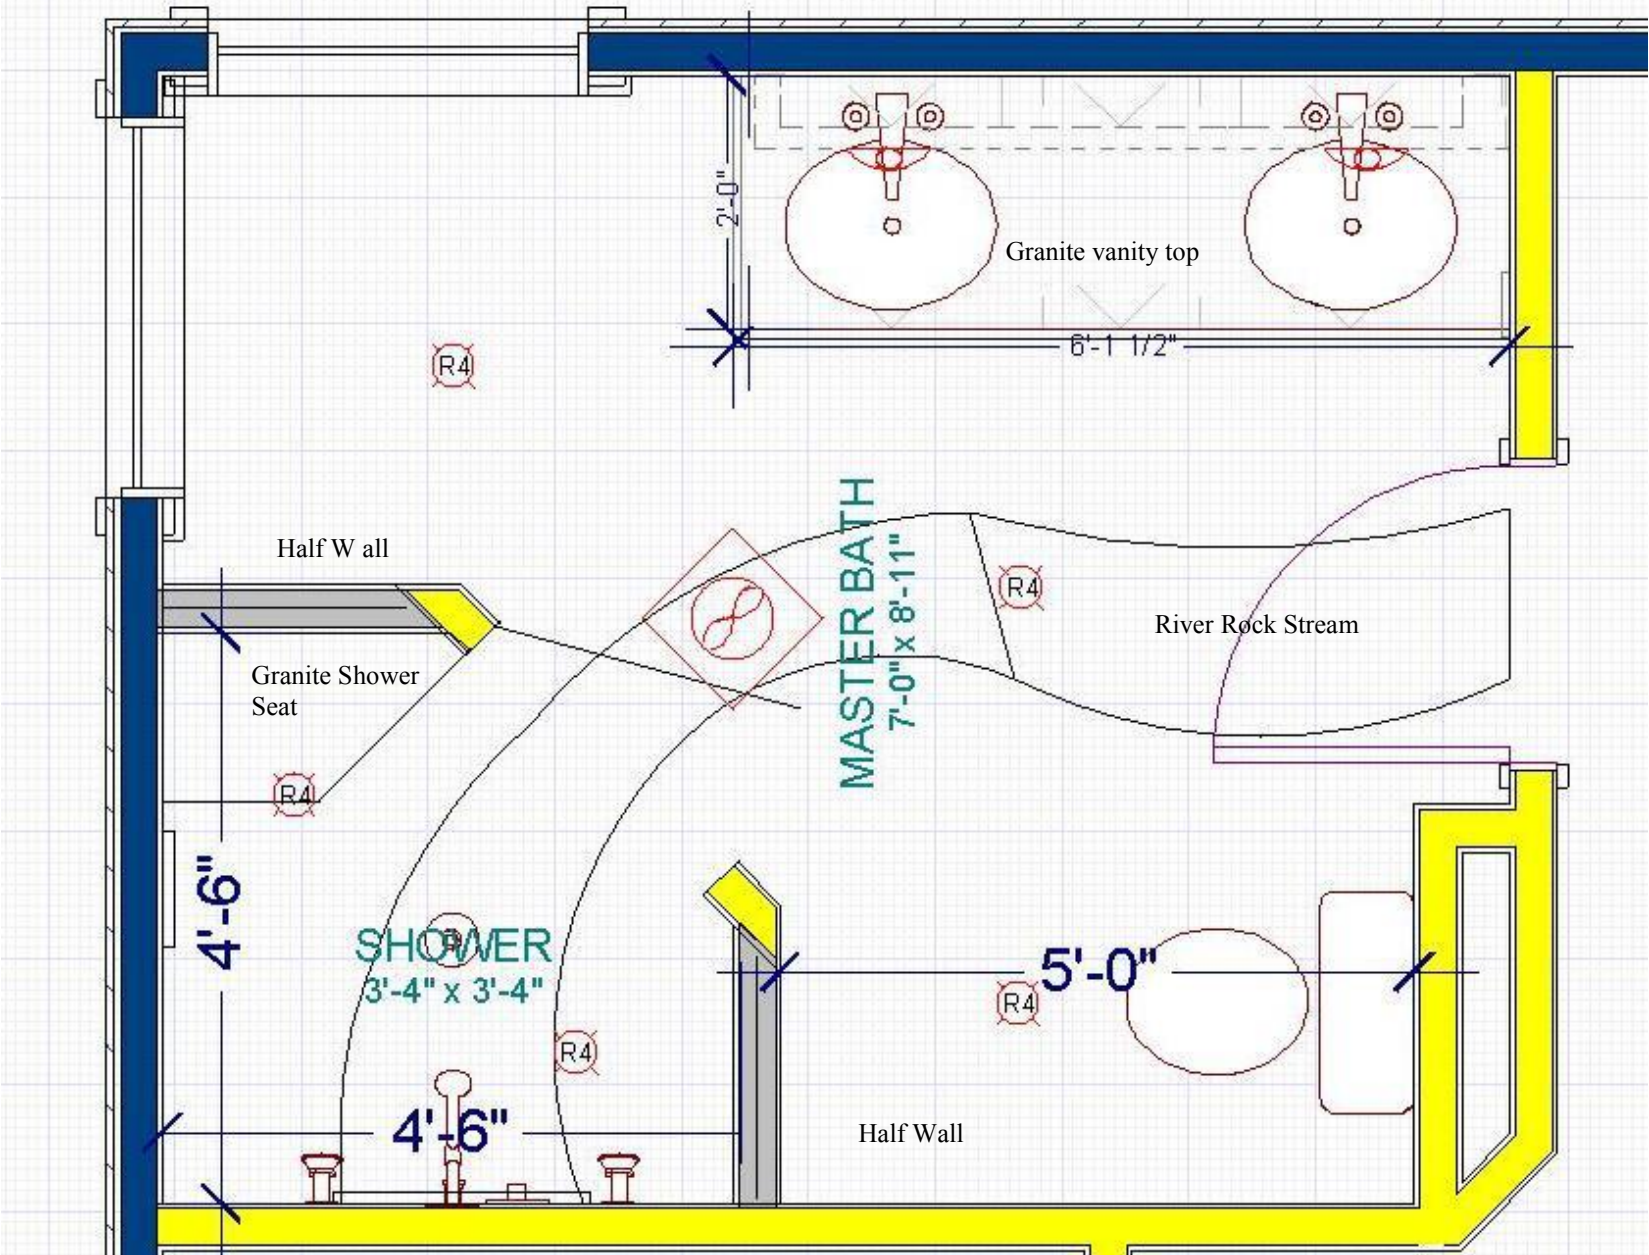 2'-0"
Granite vanity top
6'-1 1/2"
R4
Half W all
MASTER BATH
7'-0" x 8'-11"
R4
River Rock Stream
Granite Shower
Seat
R4
4'-6"
SHOWER
3'-4" x 3'-4"
5'-0"
R4
R4
4'-6"
Half Wall